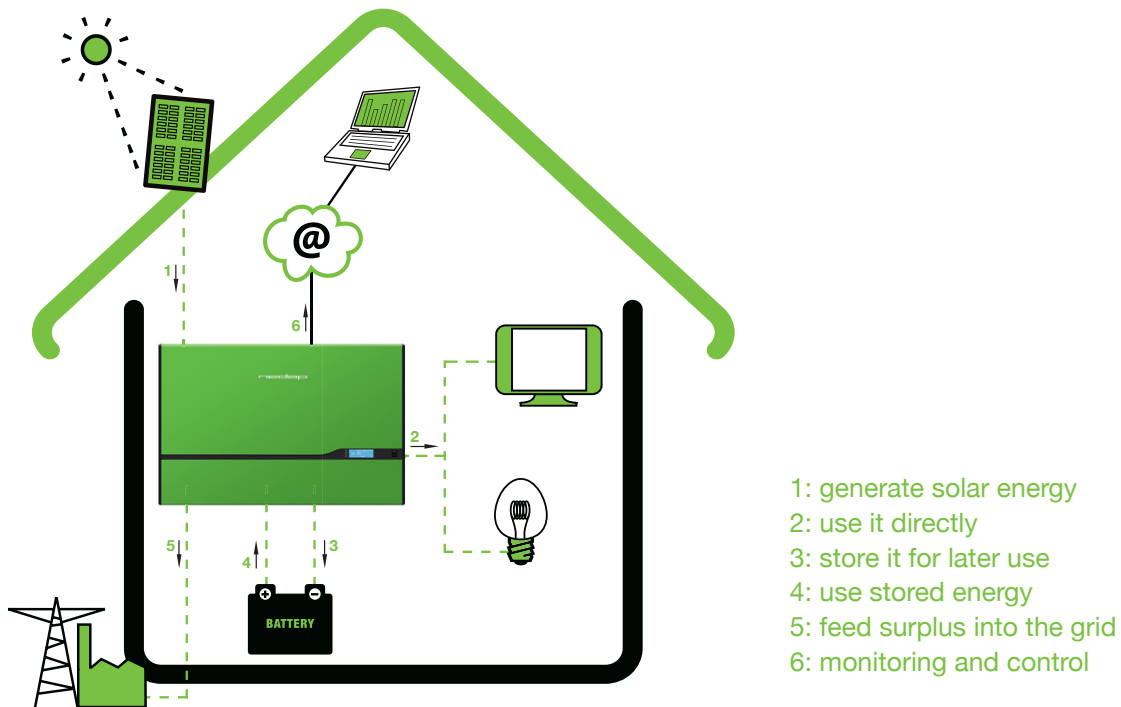 @
1
6
nedap
2
5
4
3
+ −
BATTERY
1: generate solar energy
2: use it directly
3: store it for later use
4: use stored energy
5: feed surplus into the grid
6: monitoring and control